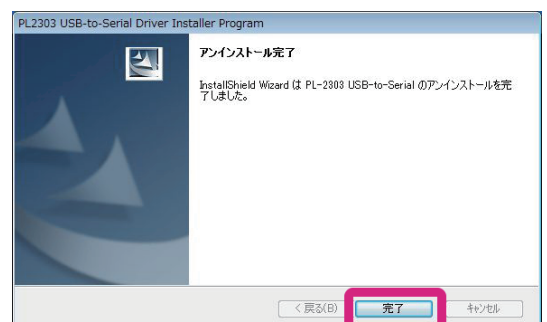 PL2303 USB-to-Serial Driver Installer Program
アンインストール完了
InstallShield Wizard は PL-2303 USB-to-Serial のアンインストールを完
了しました。
< 戻る(B)
完了
キャンセル